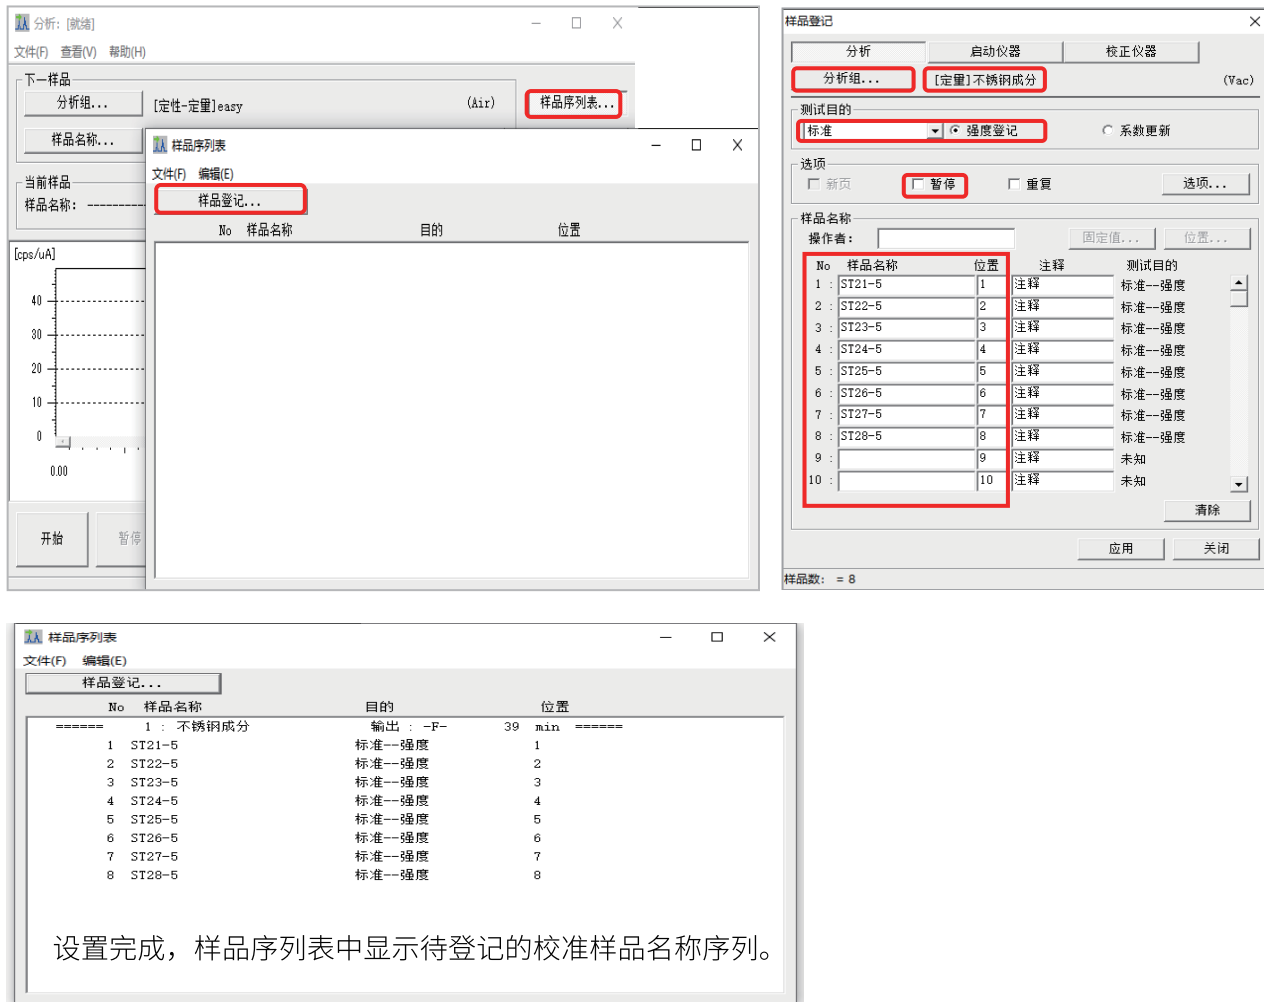 分析: [就绪]
文件(F) 查看(V) 帮助(H)
下一样品
分析组... [定性-定量]easy (Air) 样品序列表...
样品名称...
当前样品
样品名称: ----------
[cps/uA]
40
30
20
10
0
0.00
开始 暂停
样品序列表
文件(F) 编辑(E)
样品登记...
No 样品名称 目的 位置
样品登记
分析 启动仪器 校正仪器
分析组... [定量]不锈钢成分 (Vac)
测试目的
标准 强度登记 系数更新
选项
新页 暂停 重复 选项...
样品名称
操作者: 固定值... 位置...
No 样品名称 位置 注释 测试目的
1 : ST21-5 1 注释 标准--强度
2 : ST22-5 2 注释 标准--强度
3 : ST23-5 3 注释 标准--强度
4 : ST24-5 4 注释 标准--强度
5 : ST25-5 5 注释 标准--强度
6 : ST26-5 6 注释 标准--强度
7 : ST27-5 7 注释 标准--强度
8 : ST28-5 8 注释 标准--强度
9 : 9 注释 未知
10 : 10 注释 未知
清除
应用 关闭
样品数: = 8
样品序列表
文件(F) 编辑(E)
样品登记...
No 样品名称 目的 位置
====== 1 : 不锈钢成分 输出 : -F- 39 min ======
1 ST21-5 标准--强度 1
2 ST22-5 标准--强度 2
3 ST23-5 标准--强度 3
4 ST24-5 标准--强度 4
5 ST25-5 标准--强度 5
6 ST26-5 标准--强度 6
7 ST27-5 标准--强度 7
8 ST28-5 标准--强度 8
设置完成，样品序列表中显示待登记的校准样品名称序列。